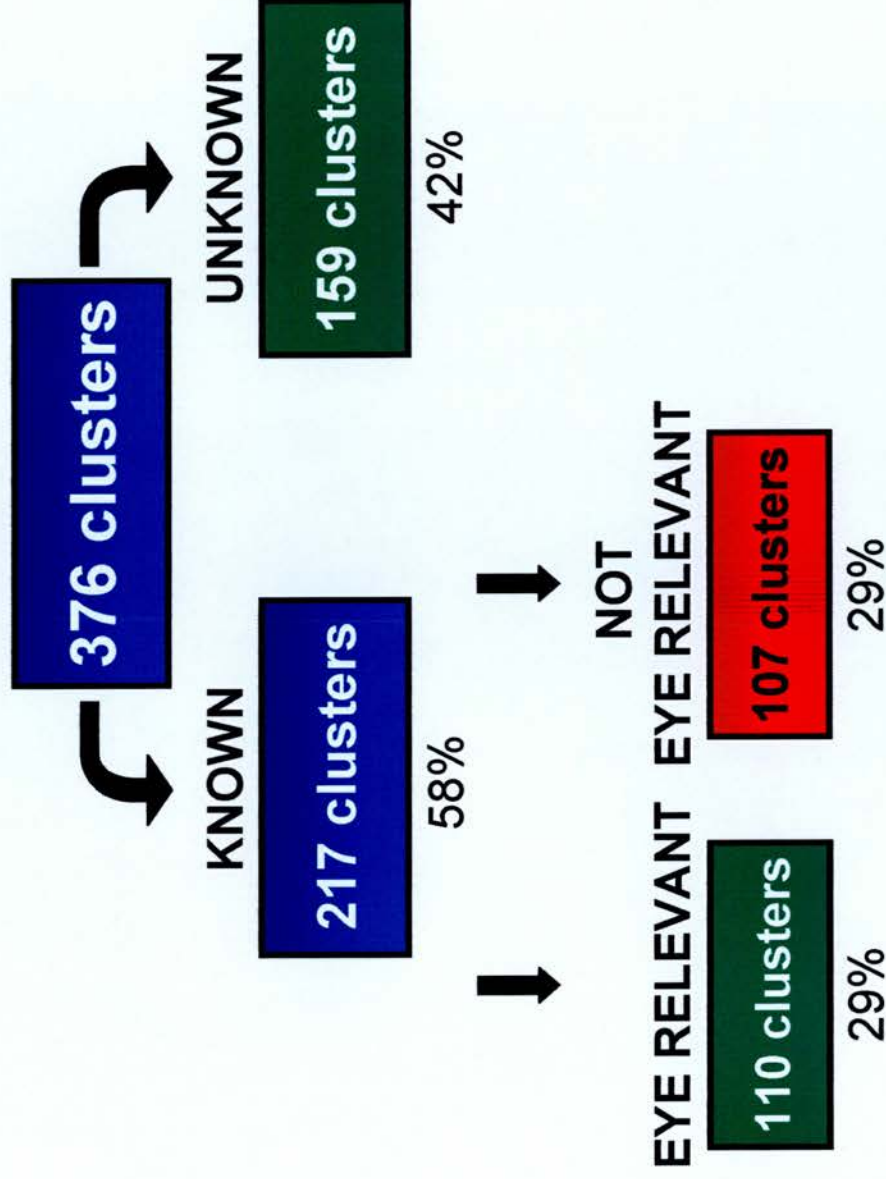 376 clusters
KNOWN
UNKNOWN
217 clusters
159 clusters
58%
42%
EYE RELEVANT
NOT
EYE RELEVANT
110 clusters
107 clusters
29%
29%